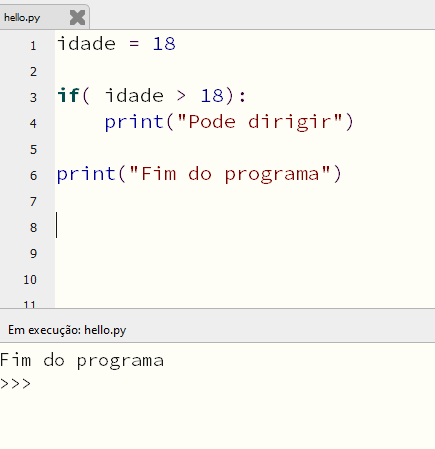 hello.py
1 idade = 18
2
3 if( idade > 18):
4 print("Pode dirigir")
5
6 print("Fim do programa")
7
8
9
10
11
Em execução: hello.py
Fim do programa
>>>